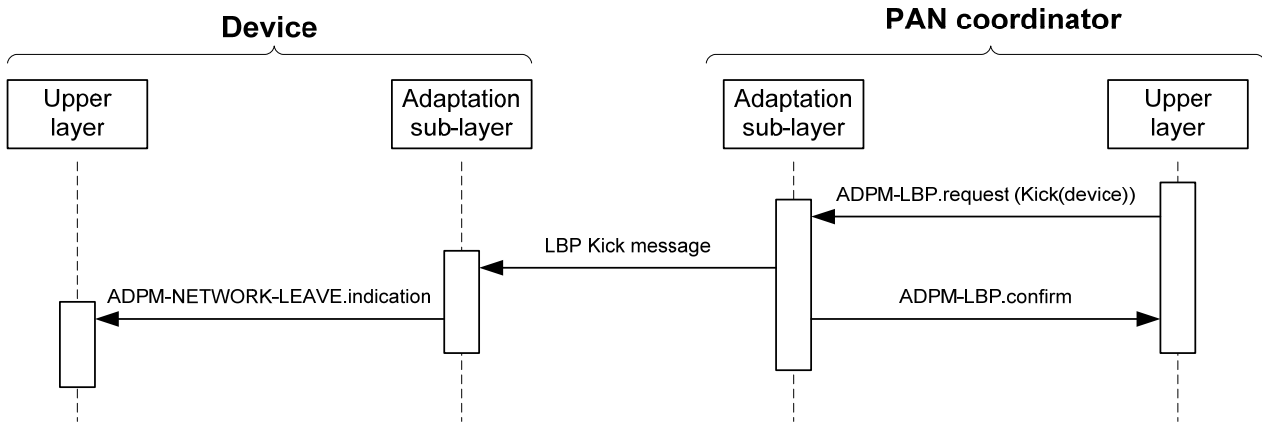 Device
PAN coordinator
Upper
layer
Adaptation
sub-layer
Adaptation
sub-layer
Upper
layer
ADPM-LBP.request (Kick(device))
LBP Kick message
ADPM-NETWORK-LEAVE.indication
ADPM-LBP.confirm